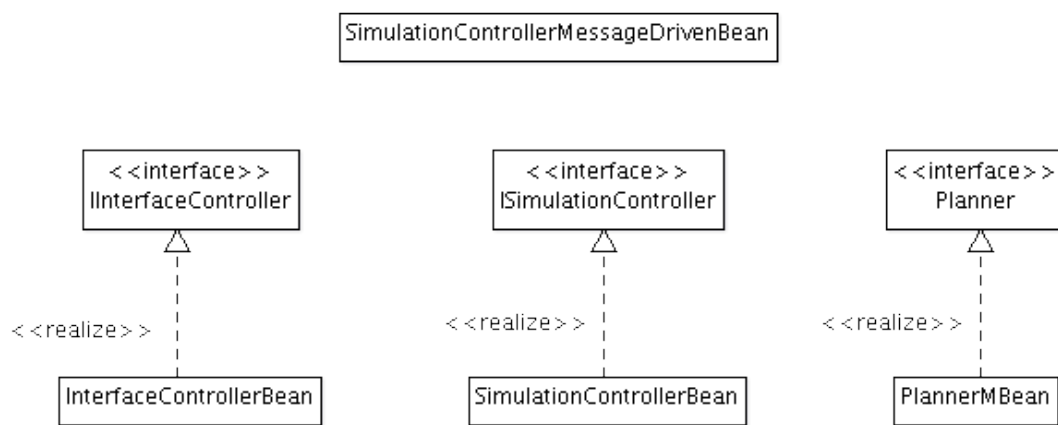 SimulationControllerMessageDrivenBean
<<interface>>
IInterfaceController
<<interface>>
ISimulationController
<<interface>>
Planner
<<realize>>
<<realize>>
<<realize>>
InterfaceControllerBean
SimulationControllerBean
PlannerMBean